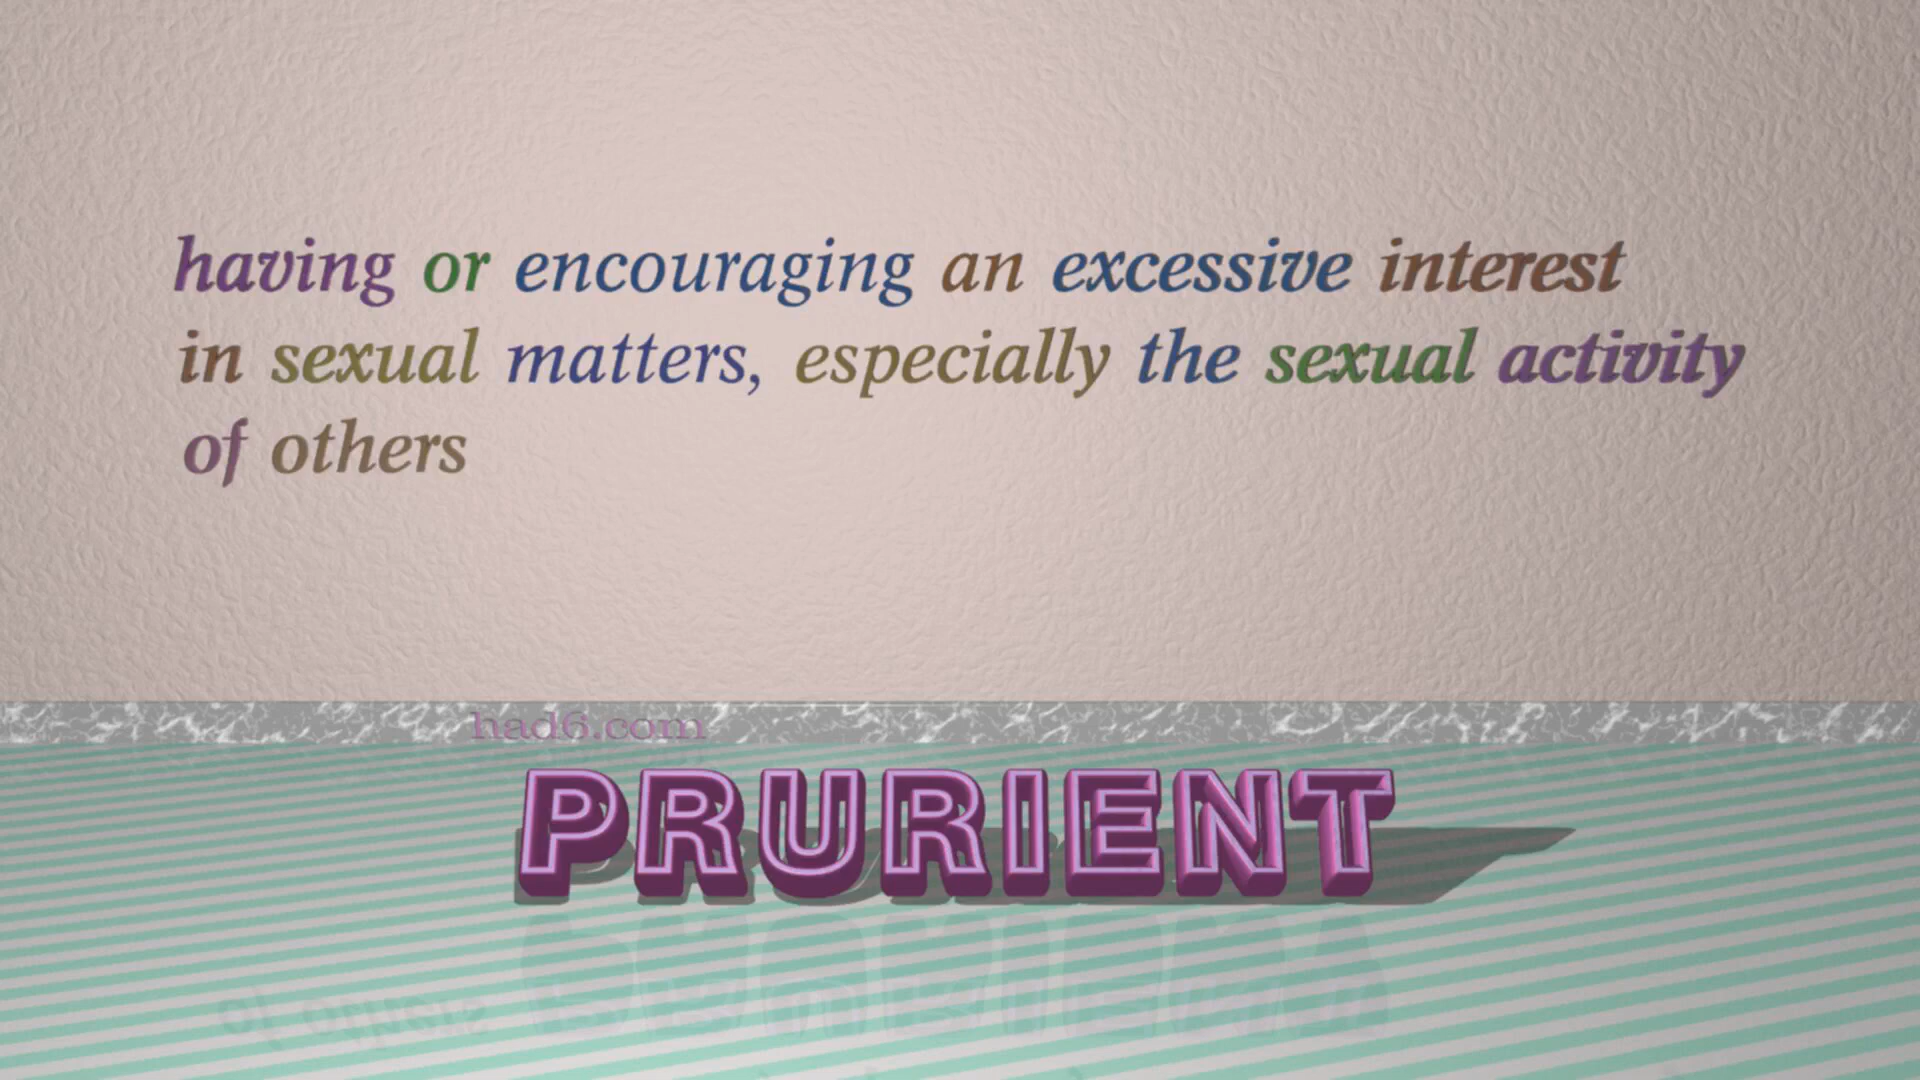 having or encouraging an excessive interest
in sexual matters, especially the sexual activity
of others
had6.com
PRURIENT